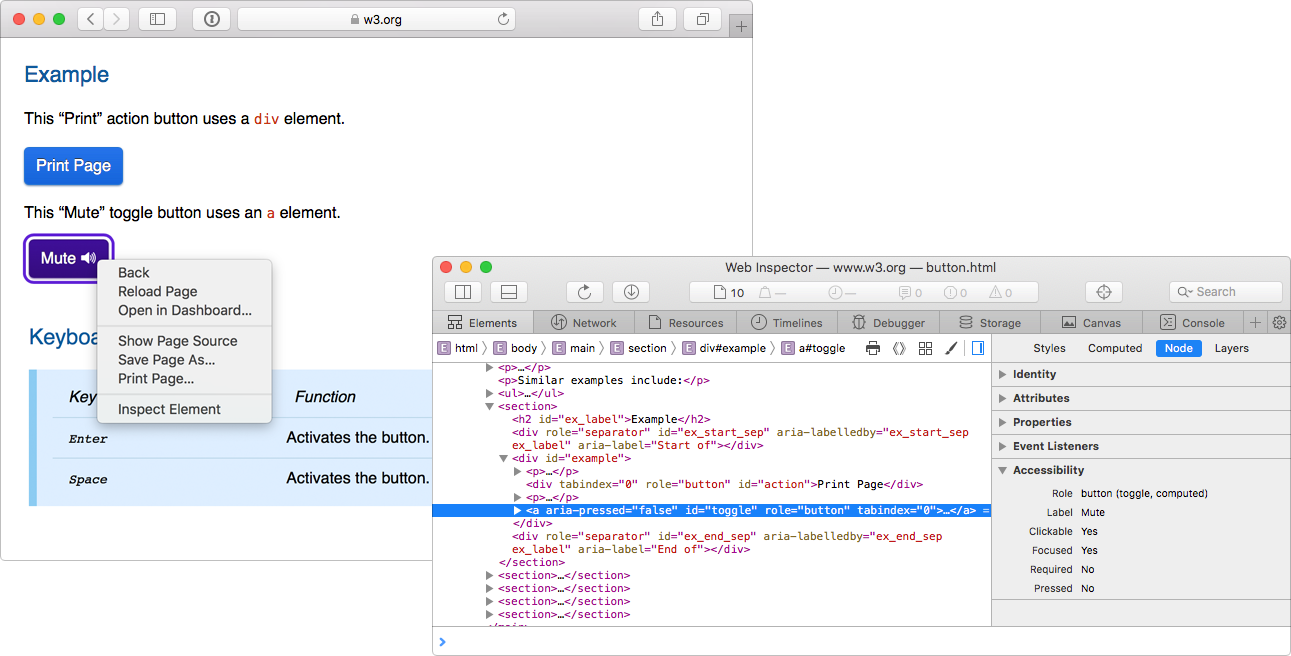 w3.org
Example
This “Print” action button uses a div element.
Print Page
This “Mute” toggle button uses an a element.
Mute
Back
Reload Page
Open in Dashboard...
Show Page Source
Save Page As...
Print Page...
Inspect Element
Keyboa
Key
Function
Enter
Activates the button.
Space
Activates the button.
Web Inspector — www.w3.org — button.html
10 — — 0 0 0
Search
Elements Network Resources Timelines Debugger Storage Canvas Console
E html E body E main E section E div#example E a#toggle
Styles Computed Node Layers
<p>…</p>
<p>Similar examples include:</p>
<ul>…</ul>
<section>
<h2 id="ex_label">Example</h2>
<div role="separator" id="ex_start_sep" aria-labelledby="ex_start_sep
ex_label" aria-label="Start of"></div>
<div id="example">
<p>…</p>
<div tabindex="0" role="button" id="action">Print Page</div>
<p>…</p>
<a aria-pressed="false" id="toggle" role="button" tabindex="0">…</a> =
</div>
<div role="separator" id="ex_end_sep" aria-labelledby="ex_end_sep
ex_label" aria-label="End of"></div>
</section>
<section>…</section>
<section>…</section>
<section>…</section>
<section>…</section>
Identity
Attributes
Properties
Event Listeners
Accessibility
Role button (toggle, computed)
Label Mute
Clickable Yes
Focused Yes
Required No
Pressed No